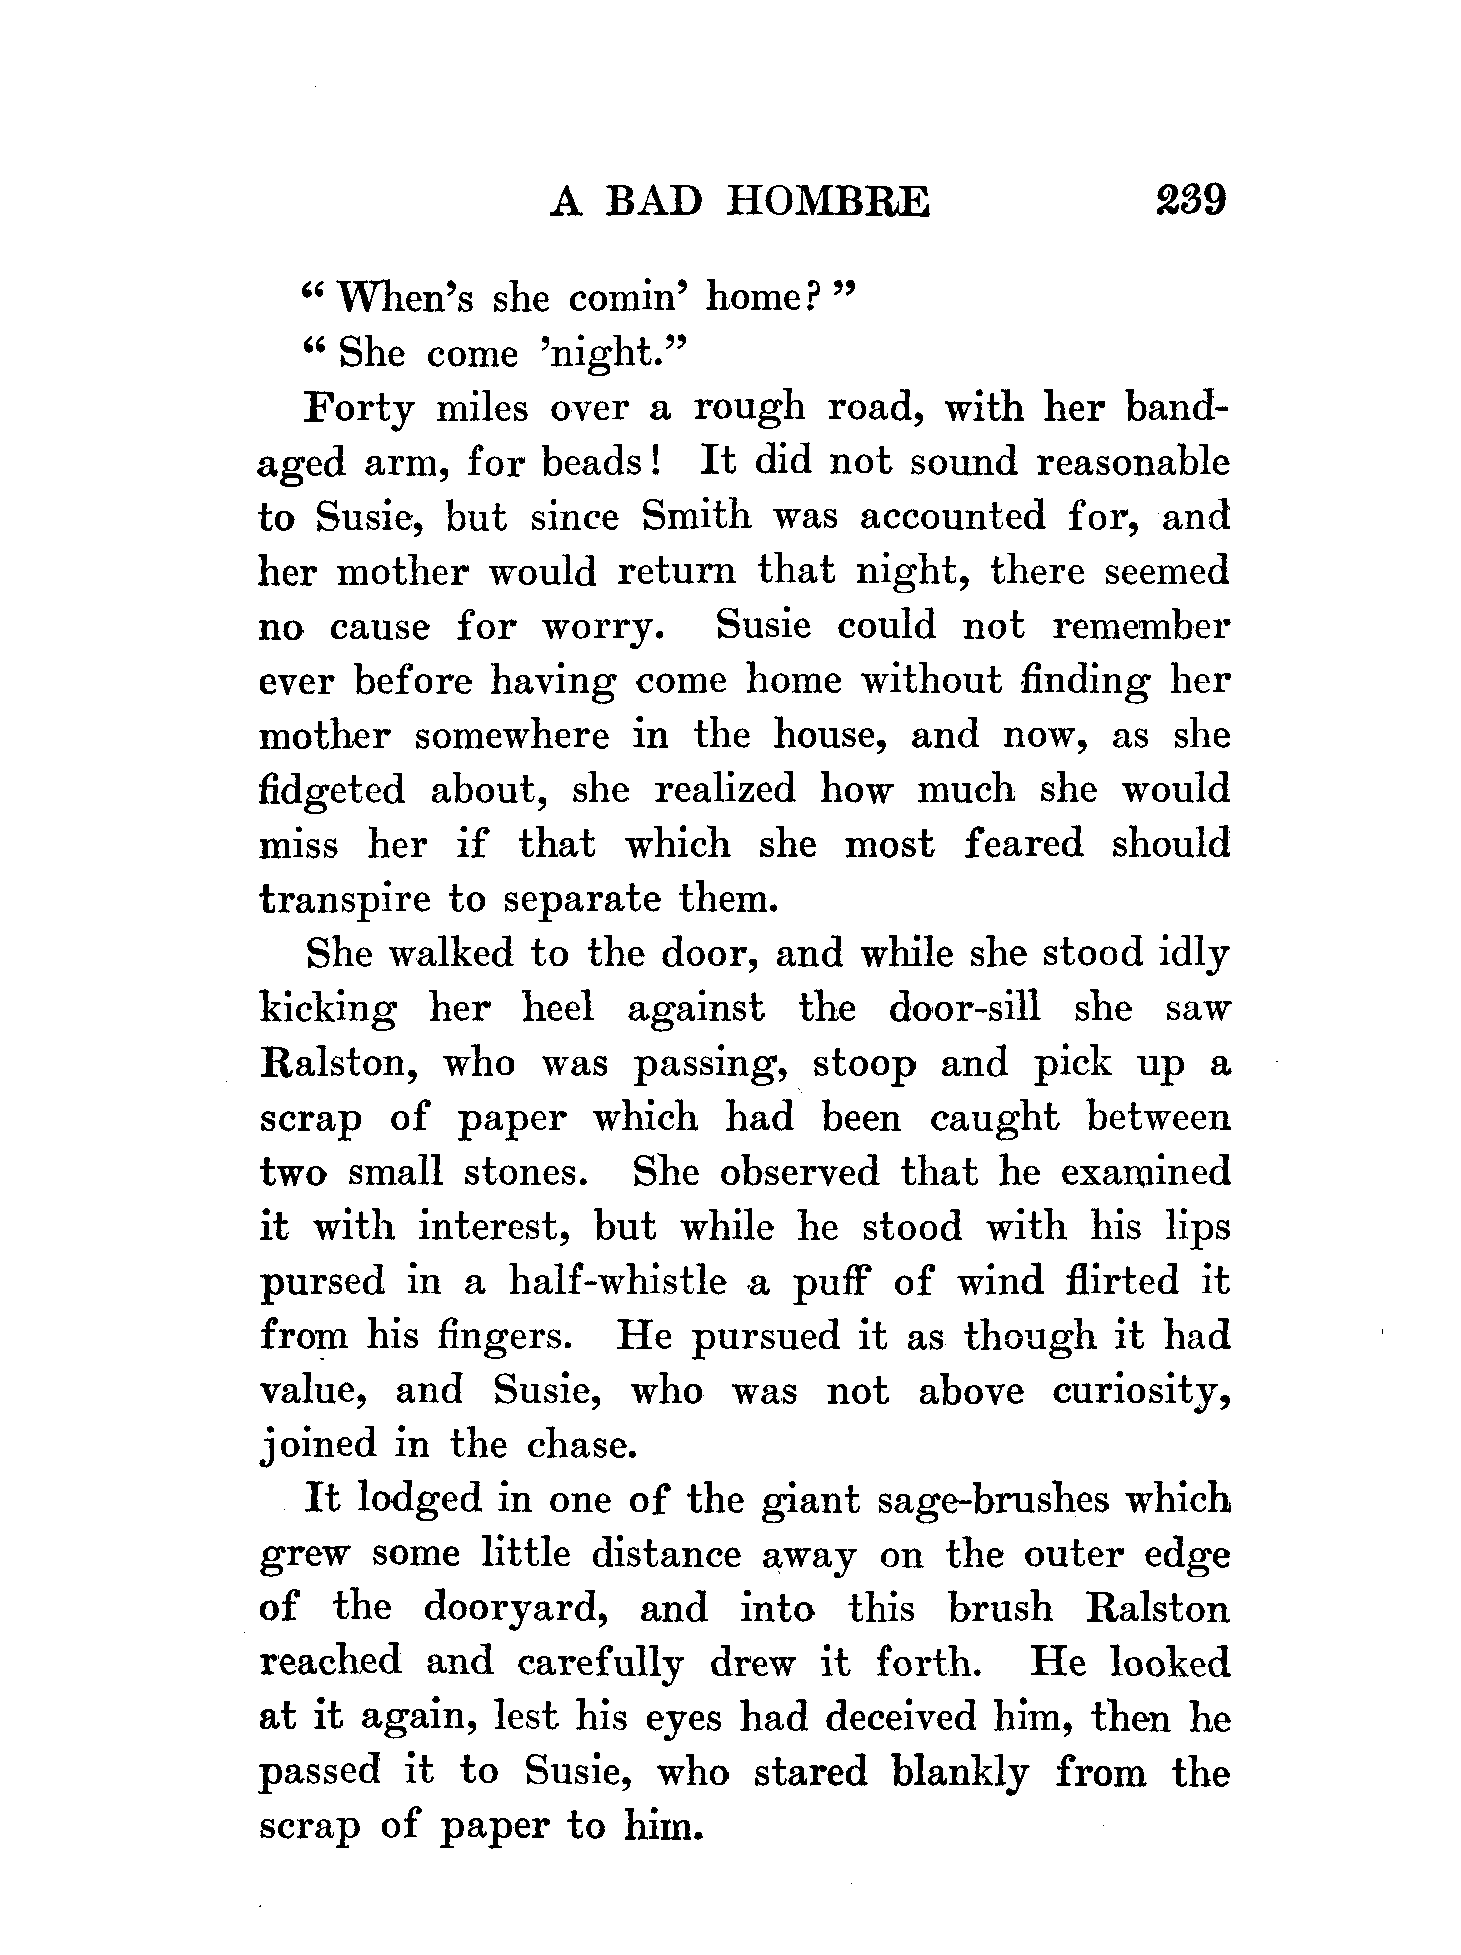 A BAD HOMBRE 239
“ When’s she comin’ home? ”
“ She come ’night.”
Forty miles over a rough road, with her band-
aged arm, for beads! It did not sound reasonable
to Susie, but since Smith was accounted for, and
her mother would return that night, there seemed
no cause for worry. Susie could not remember
ever before having come home without finding her
mother somewhere in the house, and now, as she
fidgeted about, she realized how much she would
miss her if that which she most feared should
transpire to separate them.
She walked to the door, and while she stood idly
kicking her heel against the door-sill she saw
Ralston, who was passing, stoop and pick up a
scrap of paper which had been caught between
two small stones. She observed that he examined
it with interest, but while he stood with his lips
pursed in a half-whistle a puff of wind flirted it
from his fingers. He pursued it as though it had
value, and Susie, who was not above curiosity,
joined in the chase.
It lodged in one of the giant sage-brushes which
grew some little distance away on the outer edge
of the dooryard, and into this brush Ralston
reached and carefully drew it forth. He looked
at it again, lest his eyes had deceived him, then he
passed it to Susie, who stared blankly from the
scrap of paper to him.